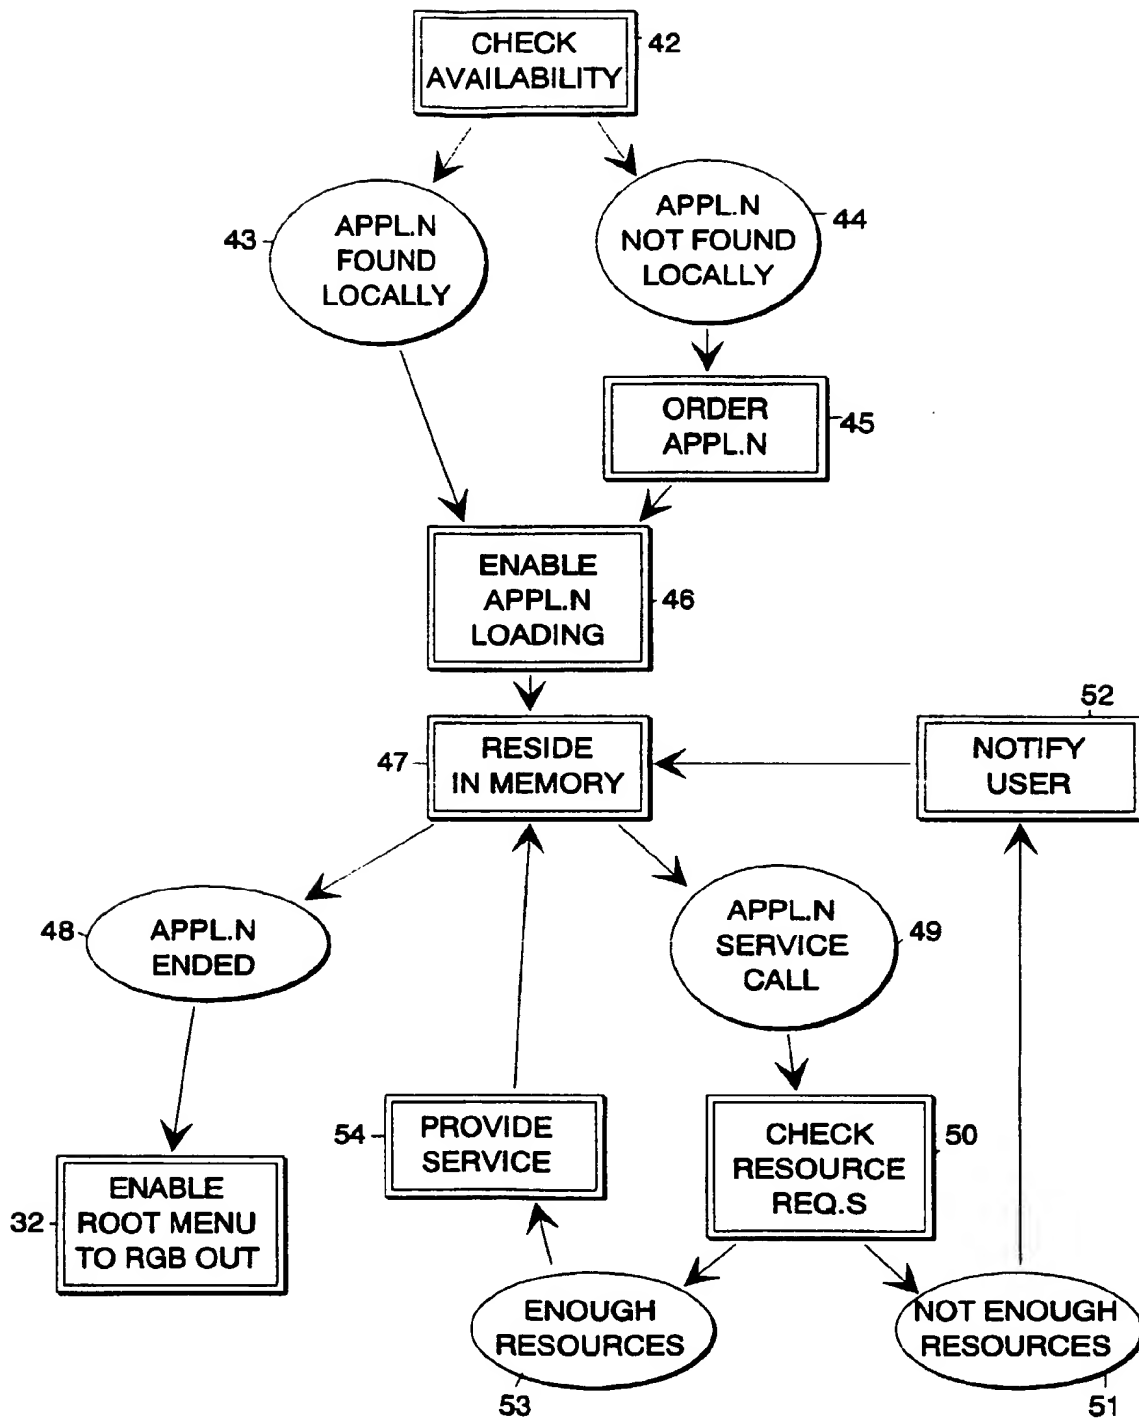 CHECK
AVAILABILITY
42
APPL.N
FOUND
LOCALLY
43
APPL.N
NOT FOUND
LOCALLY
44
ORDER
APPL.N
45
ENABLE
APPL.N
LOADING
46
RESIDE
IN MEMORY
47
NOTIFY
USER
52
APPL.N
ENDED
48
APPL.N
SERVICE
CALL
49
PROVIDE
SERVICE
54
CHECK
RESOURCE
REQ.S
50
ENABLE
ROOT MENU
TO RGB OUT
32
ENOUGH
RESOURCES
53
NOT ENOUGH
RESOURCES
51